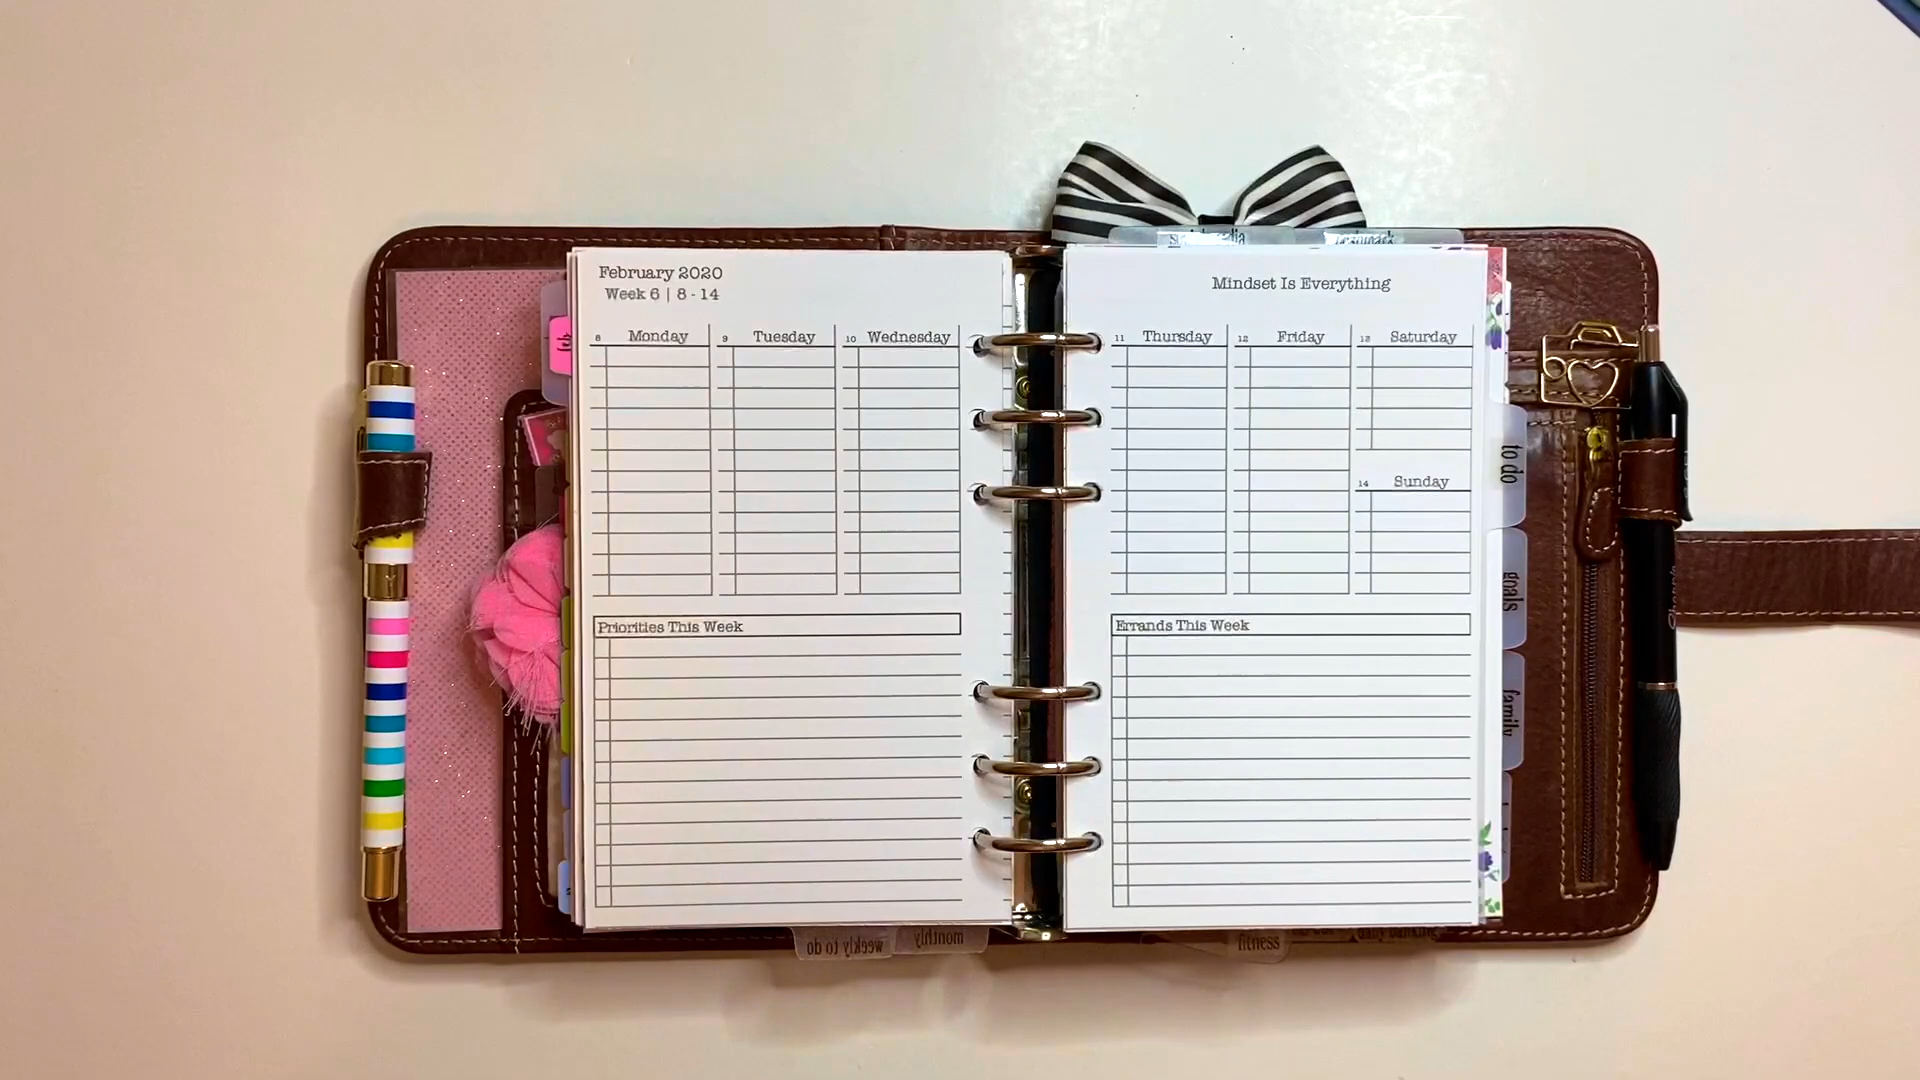 February 2020
Week 6 | 8 - 14
8 Monday
9 Tuesday
10 Wednesday
Priorities This Week
Mindset Is Everything
11 Thursday
12 Friday
13 Saturday
14 Sunday
Errands This Week
to do
goals
family
weekly to do
monthly
fitness
Sharpie